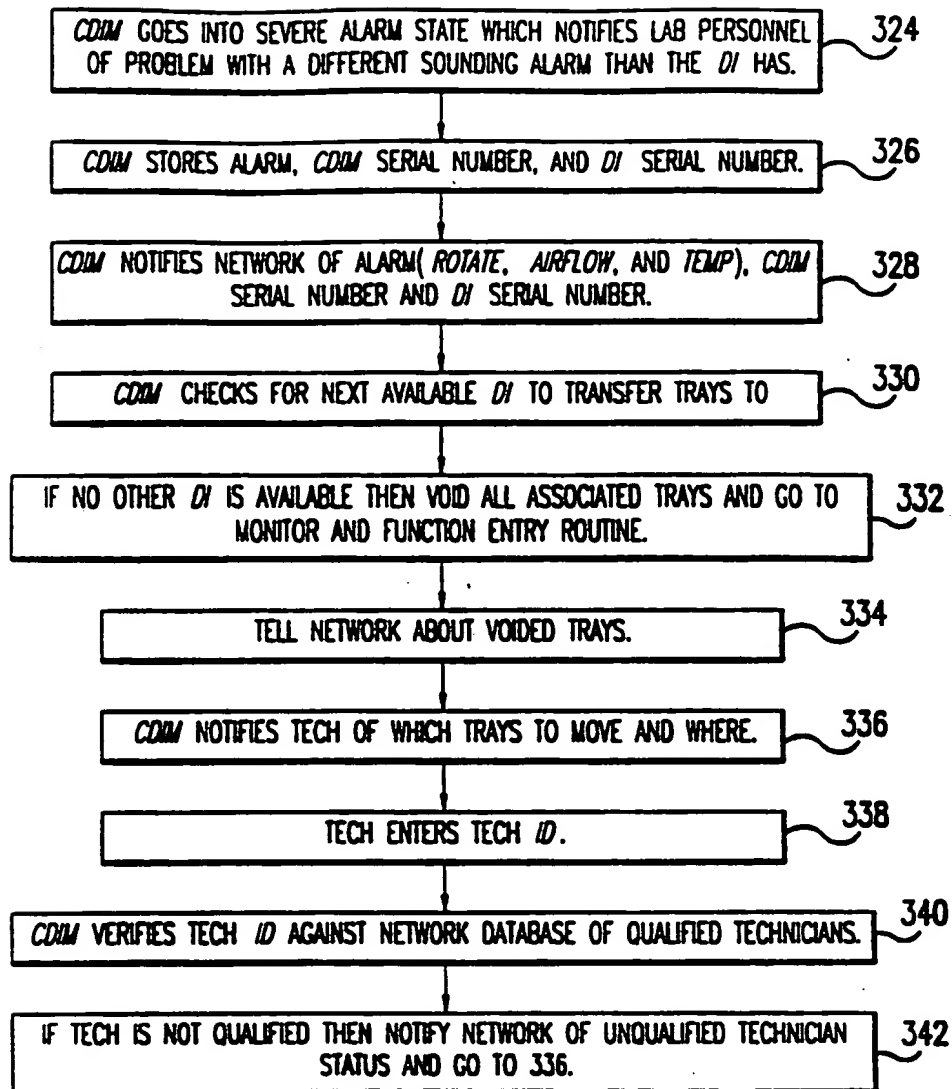 CDIM GOES INTO SEVERE ALARM STATE WHICH NOTIFIES LAB PERSONNEL
OF PROBLEM WITH A DIFFERENT SOUNDING ALARM THAN THE DI HAS.
324
CDIM STORES ALARM, CDIM SERIAL NUMBER, AND DI SERIAL NUMBER.
326
CDIM NOTIFIES NETWORK OF ALARM( ROTATE, AIRFLOW, AND TEMP), CDIM
SERIAL NUMBER AND DI SERIAL NUMBER.
328
CDIM CHECKS FOR NEXT AVAILABLE DI TO TRANSFER TRAYS TO
330
IF NO OTHER DI IS AVAILABLE THEN VOID ALL ASSOCIATED TRAYS AND GO TO
MONITOR AND FUNCTION ENTRY ROUTINE.
332
TELL NETWORK ABOUT VOIDED TRAYS.
334
CDIM NOTIFIES TECH OF WHICH TRAYS TO MOVE AND WHERE.
336
TECH ENTERS TECH ID.
338
CDIM VERIFIES TECH ID AGAINST NETWORK DATABASE OF QUALIFIED TECHNICIANS.
340
IF TECH IS NOT QUALIFIED THEN NOTIFY NETWORK OF UNQUALIFIED TECHNICIAN
STATUS AND GO TO 336.
342